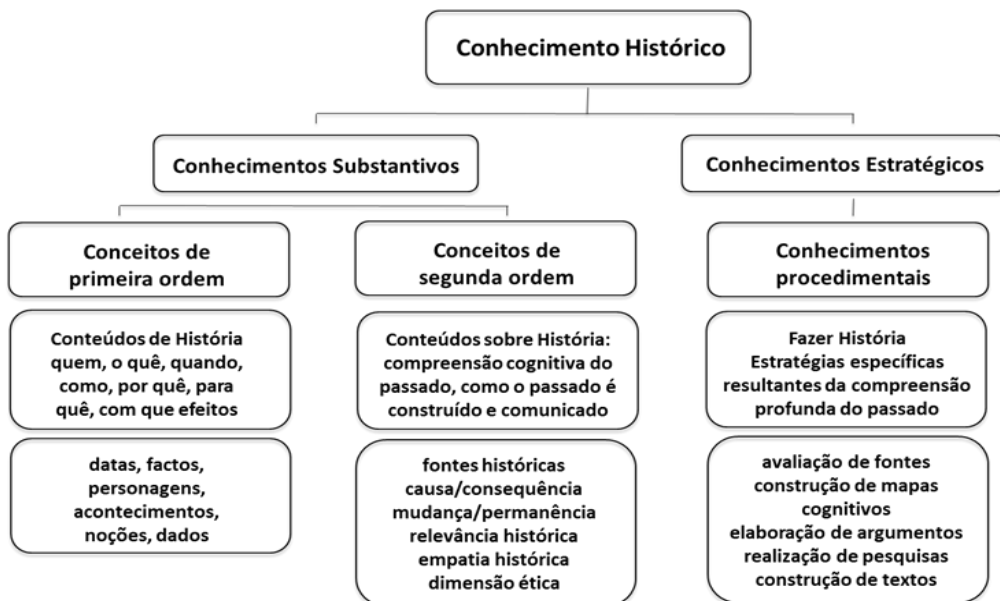 Conhecimento Histórico
Conhecimentos Substantivos
Conhecimentos Estratégicos
Conceitos de
primeira ordem
Conceitos de
segunda ordem
Conhecimentos
procedimentais
Conteúdos de História
quem, o quê, quando,
como, por quê, para
quê, com que efeitos
Conteúdos sobre História:
compreensão cognitiva do
passado, como o passado é
construído e comunicado
Fazer História
Estratégias específicas
resultantes da compreensão
profunda do passado
datas, factos,
personagens,
acontecimentos,
noções, dados
fontes históricas
causa/consequência
mudança/permanência
relevância histórica
empatia histórica
dimensão ética
avaliação de fontes
construção de mapas
cognitivos
elaboração de argumentos
realização de pesquisas
construção de textos